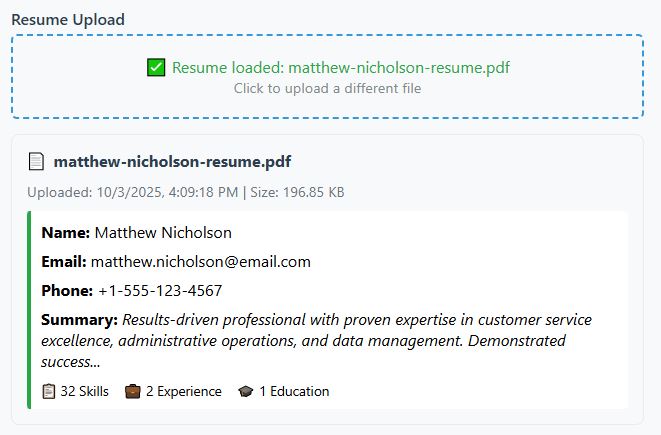 Resume Upload
✅ Resume loaded: matthew-nicholson-resume.pdf
Click to upload a different file
📄 matthew-nicholson-resume.pdf
Uploaded: 10/3/2025, 4:09:18 PM | Size: 196.85 KB
Name: Matthew Nicholson
Email: matthew.nicholson@email.com
Phone: +1-555-123-4567
Summary: Results-driven professional with proven expertise in customer service
excellence, administrative operations, and data management. Demonstrated
success...
📋 32 Skills 💼 2 Experience 🎓 1 Education